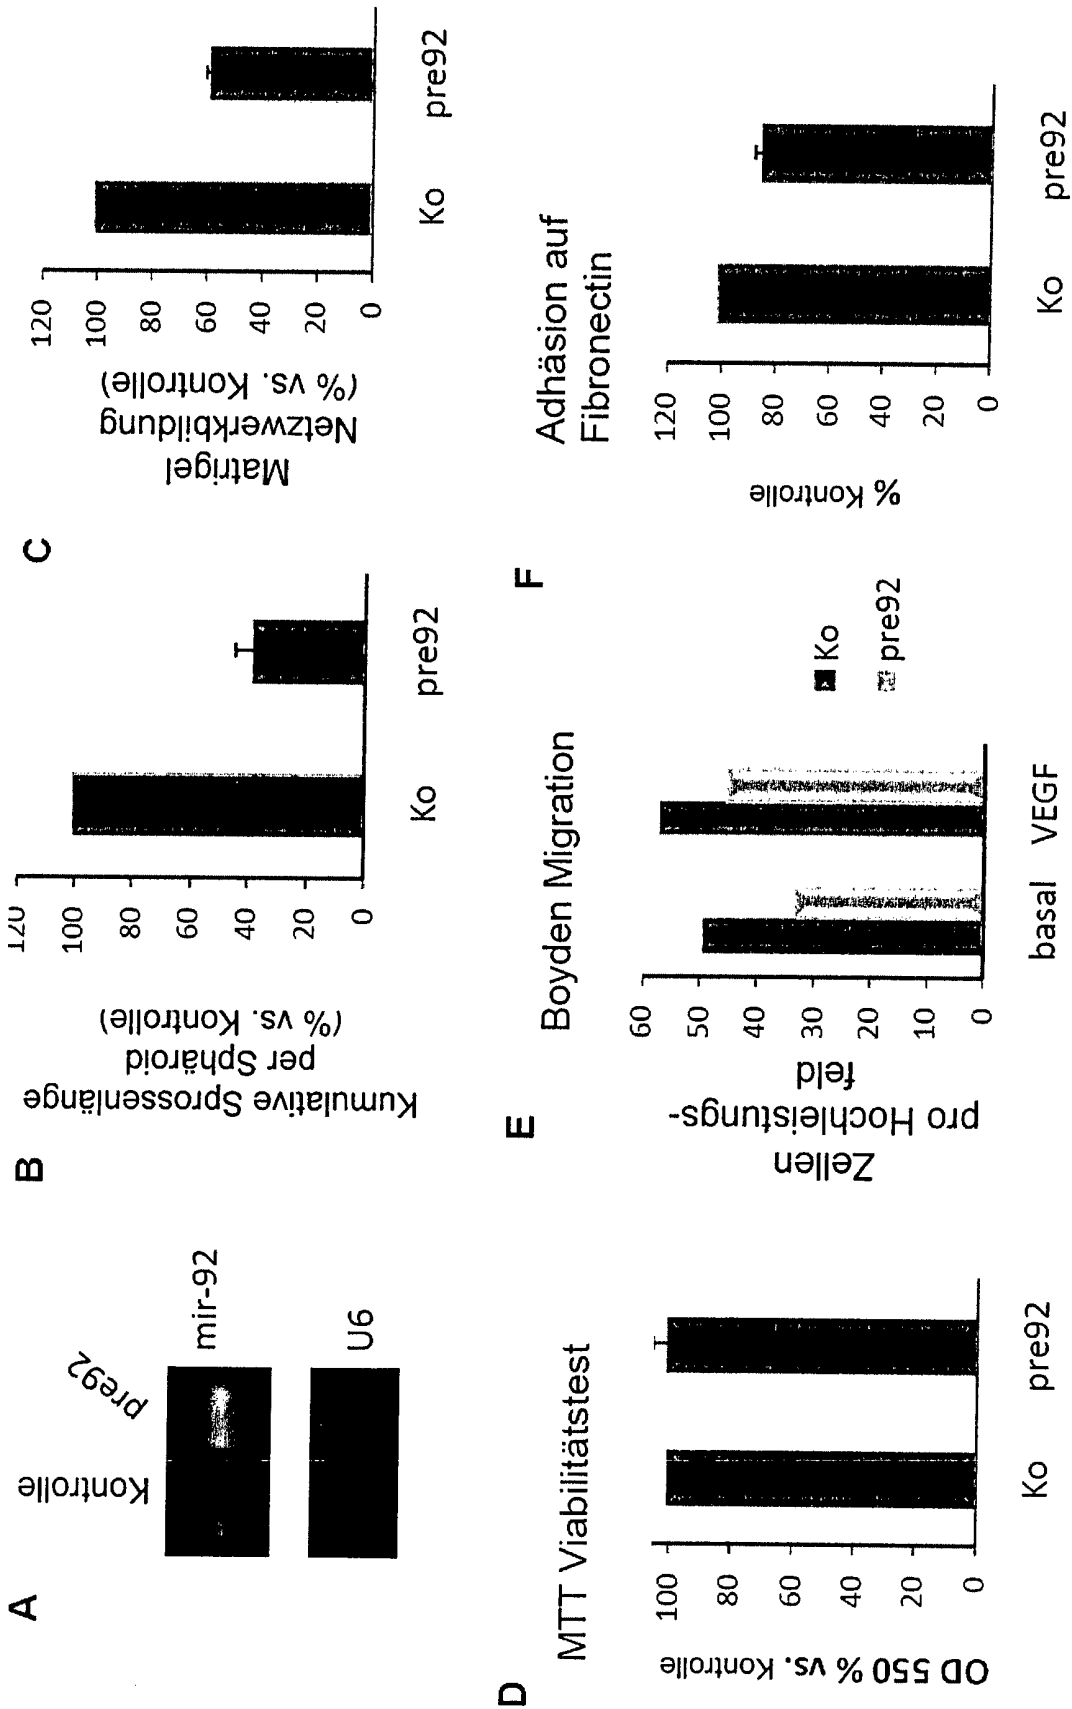 A
Kontrolle
pre92
mir-92
U6
B
Kumulative Sprossenlänge
per Sphäroid
(% vs. Kontrolle)
120
100
80
60
40
20
0
Ko
pre92
C
Matrigel
Netzwerkbildung
(% vs. Kontrolle)
120
100
80
60
40
20
0
Ko
pre92
D
MTT Viabilitätstest
OD 550 % vs. Kontrolle
100
80
60
40
20
0
Ko
pre92
E
Boyden Migration
Zellen
pro Hochleistungs-
feld
60
50
40
30
20
10
0
basal
VEGF
Ko
pre92
F
Adhäsion auf
Fibronectin
% Kontrolle
120
100
80
60
40
20
0
Ko
pre92